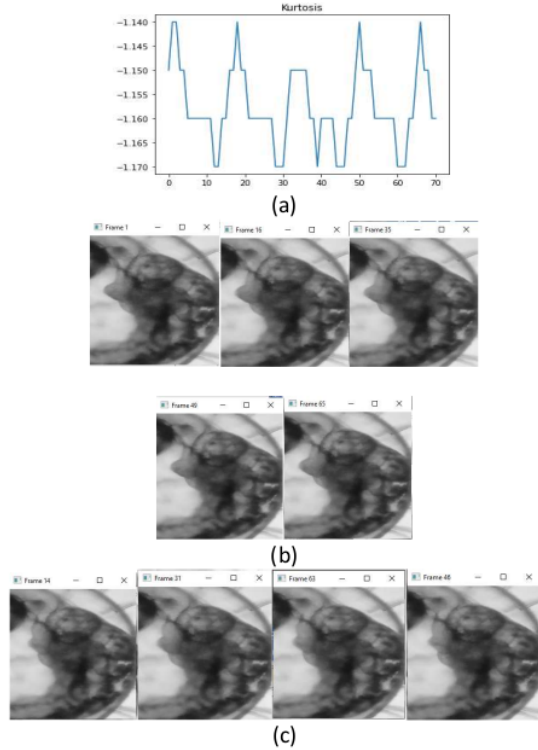 Kurtosis
−1.140
−1.145
−1.150
−1.155
−1.160
−1.165
−1.170
0 10 20 30 40 50 60 70
(a)
Frame 1 Frame 16 Frame 35
Frame 49 Frame 65
(b)
Frame 14 Frame 31 Frame 63 Frame 46
(c)